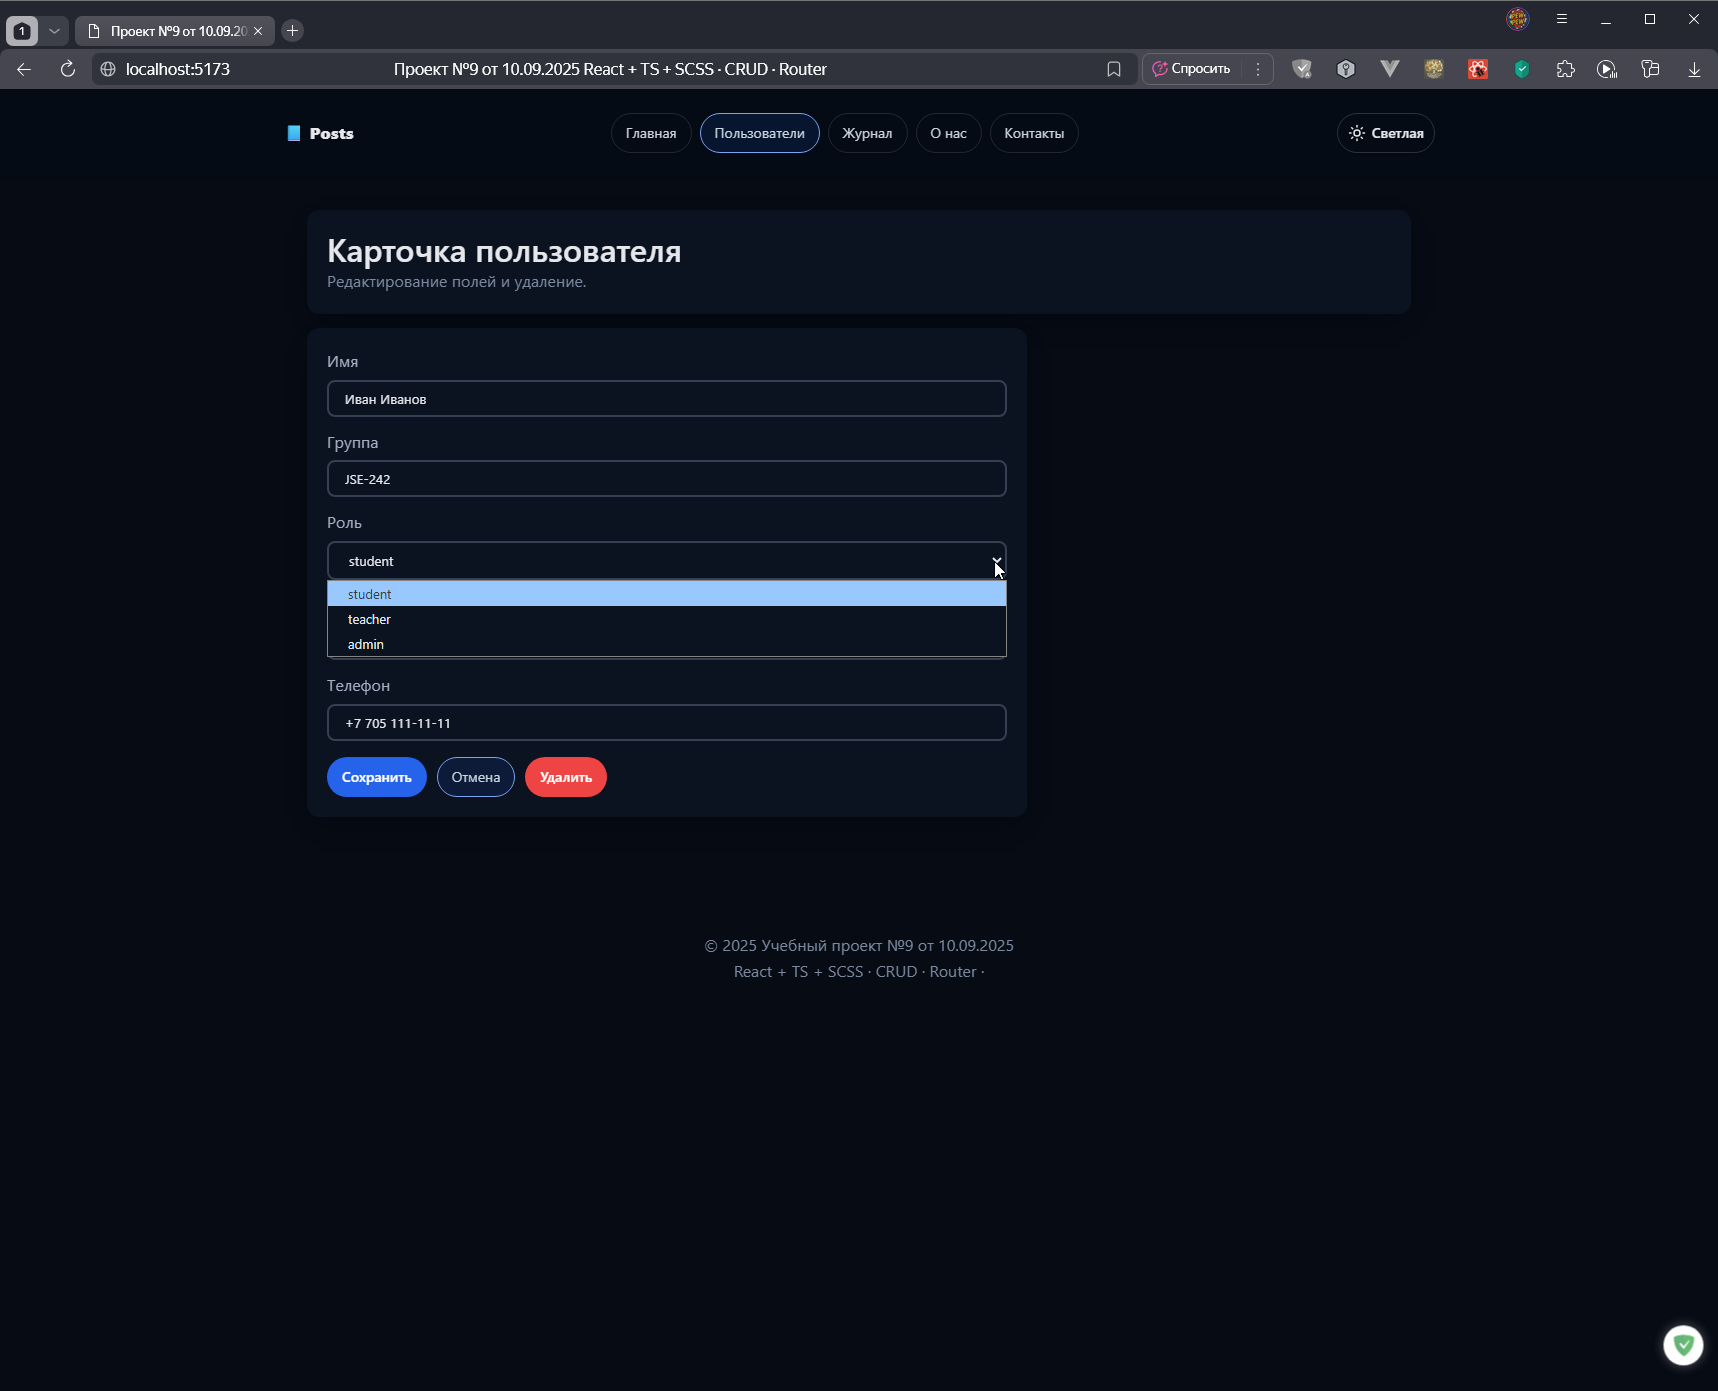 1
Проект №9 от 10.09.20
localhost:5173
Проект №9 от 10.09.2025 React + TS + SCSS · CRUD · Router
Спросить
Posts
Главная
Пользователи
Журнал
О нас
Контакты
Светлая
Карточка пользователя
Редактирование полей и удаление.
Имя
Иван Иванов
Группа
JSE-242
Роль
student
student
teacher
admin
Телефон
+7 705 111-11-11
Сохранить
Отмена
Удалить
© 2025 Учебный проект №9 от 10.09.2025
React + TS + SCSS · CRUD · Router ·